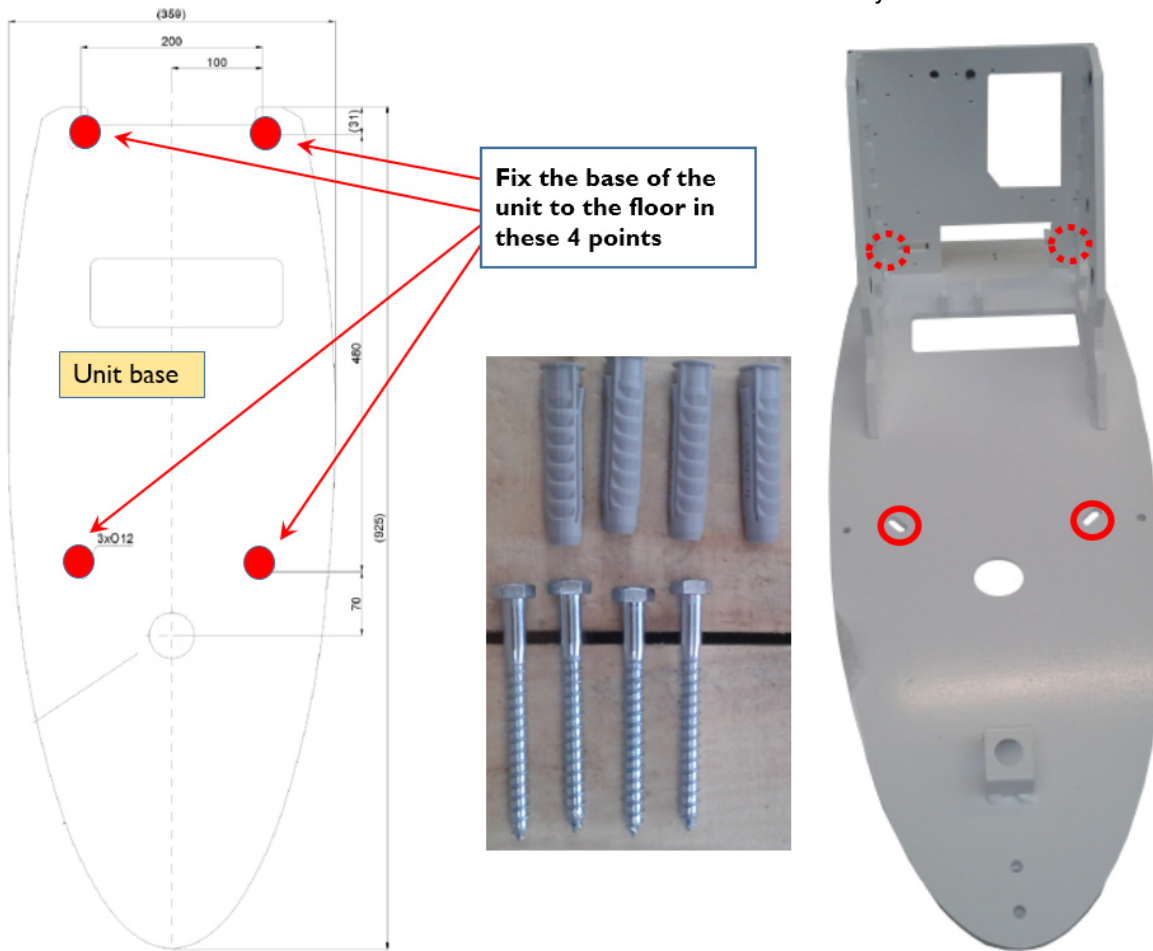 (359)
200
100
(31)
Fix the base of the
unit to the floor in
these 4 points
480
Unit base
(925)
3xO12
70